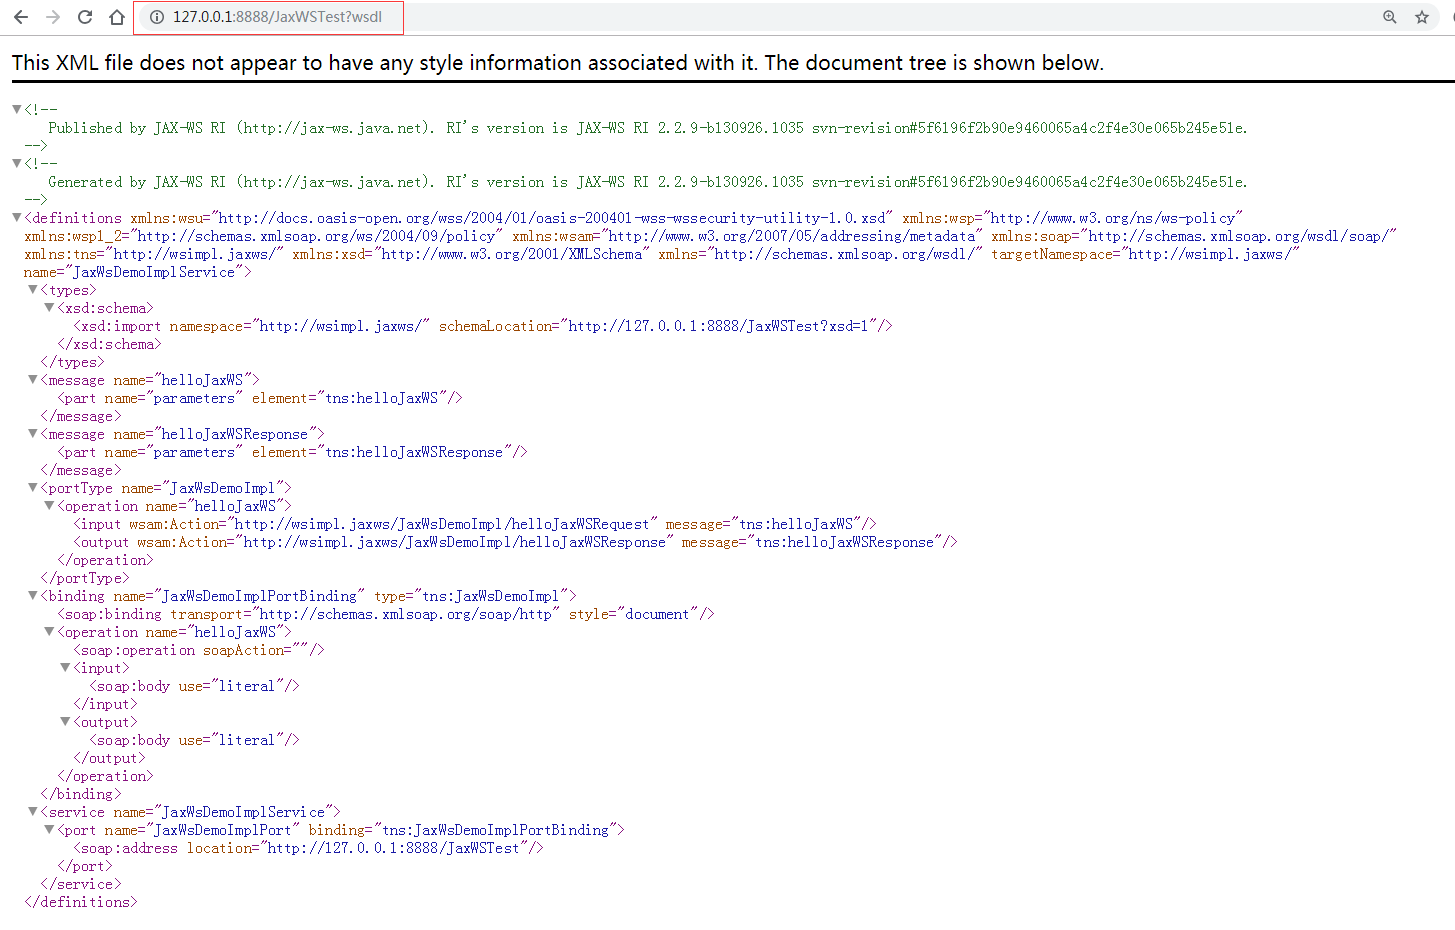 127.0.0.1:8888/JaxWSTest?wsdl
This XML file does not appear to have any style information associated with it. The document tree is shown below.
▼<!--
Published by JAX-WS RI (http://jax-ws.java.net). RI's version is JAX-WS RI 2.2.9-b130926.1035 svn-revision#5f6196f2b90e9460065a4c2f4e30e065b245e51e.
-->
▼<!--
Generated by JAX-WS RI (http://jax-ws.java.net). RI's version is JAX-WS RI 2.2.9-b130926.1035 svn-revision#5f6196f2b90e9460065a4c2f4e30e065b245e51e.
-->
▼<definitions xmlns:wsu="http://docs.oasis-open.org/wss/2004/01/oasis-200401-wss-wssecurity-utility-1.0.xsd" xmlns:wsp="http://www.w3.org/ns/ws-policy"
xmlns:wsp1_2="http://schemas.xmlsoap.org/ws/2004/09/policy" xmlns:wsam="http://www.w3.org/2007/05/addressing/metadata" xmlns:soap="http://schemas.xmlsoap.org/wsdl/soap/"
xmlns:tns="http://wsimpl.jaxws/" xmlns:xsd="http://www.w3.org/2001/XMLSchema" xmlns="http://schemas.xmlsoap.org/wsdl/" targetNamespace="http://wsimpl.jaxws/"
name="JaxWsDemoImplService">
▼<types>
▼<xsd:schema>
<xsd:import namespace="http://wsimpl.jaxws/" schemaLocation="http://127.0.0.1:8888/JaxWSTest?xsd=1"/>
</xsd:schema>
</types>
▼<message name="helloJaxWS">
<part name="parameters" element="tns:helloJaxWS"/>
</message>
▼<message name="helloJaxWSResponse">
<part name="parameters" element="tns:helloJaxWSResponse"/>
</message>
▼<portType name="JaxWsDemoImpl">
▼<operation name="helloJaxWS">
<input wsam:Action="http://wsimpl.jaxws/JaxWsDemoImpl/helloJaxWSRequest" message="tns:helloJaxWS"/>
<output wsam:Action="http://wsimpl.jaxws/JaxWsDemoImpl/helloJaxWSResponse" message="tns:helloJaxWSResponse"/>
</operation>
</portType>
▼<binding name="JaxWsDemoImplPortBinding" type="tns:JaxWsDemoImpl">
<soap:binding transport="http://schemas.xmlsoap.org/soap/http" style="document"/>
▼<operation name="helloJaxWS">
<soap:operation soapAction=""/>
▼<input>
<soap:body use="literal"/>
</input>
▼<output>
<soap:body use="literal"/>
</output>
</operation>
</binding>
▼<service name="JaxWsDemoImplService">
▼<port name="JaxWsDemoImplPort" binding="tns:JaxWsDemoImplPortBinding">
<soap:address location="http://127.0.0.1:8888/JaxWSTest"/>
</port>
</service>
</definitions>